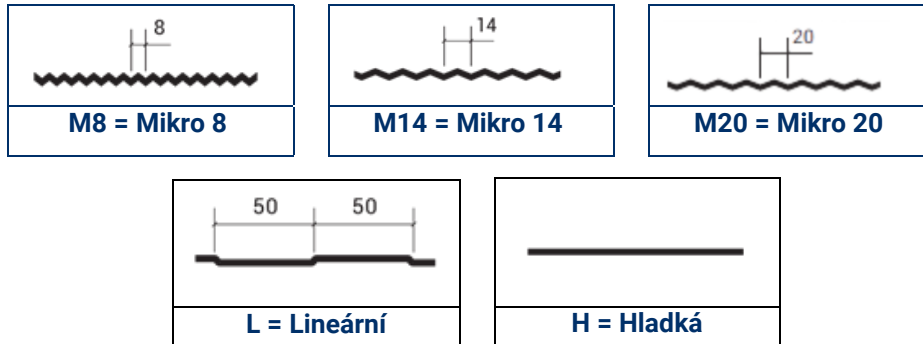 8
14
20
M8 = Mikro 8
M14 = Mikro 14
M20 = Mikro 20
50 50
L = Lineární
H = Hladká